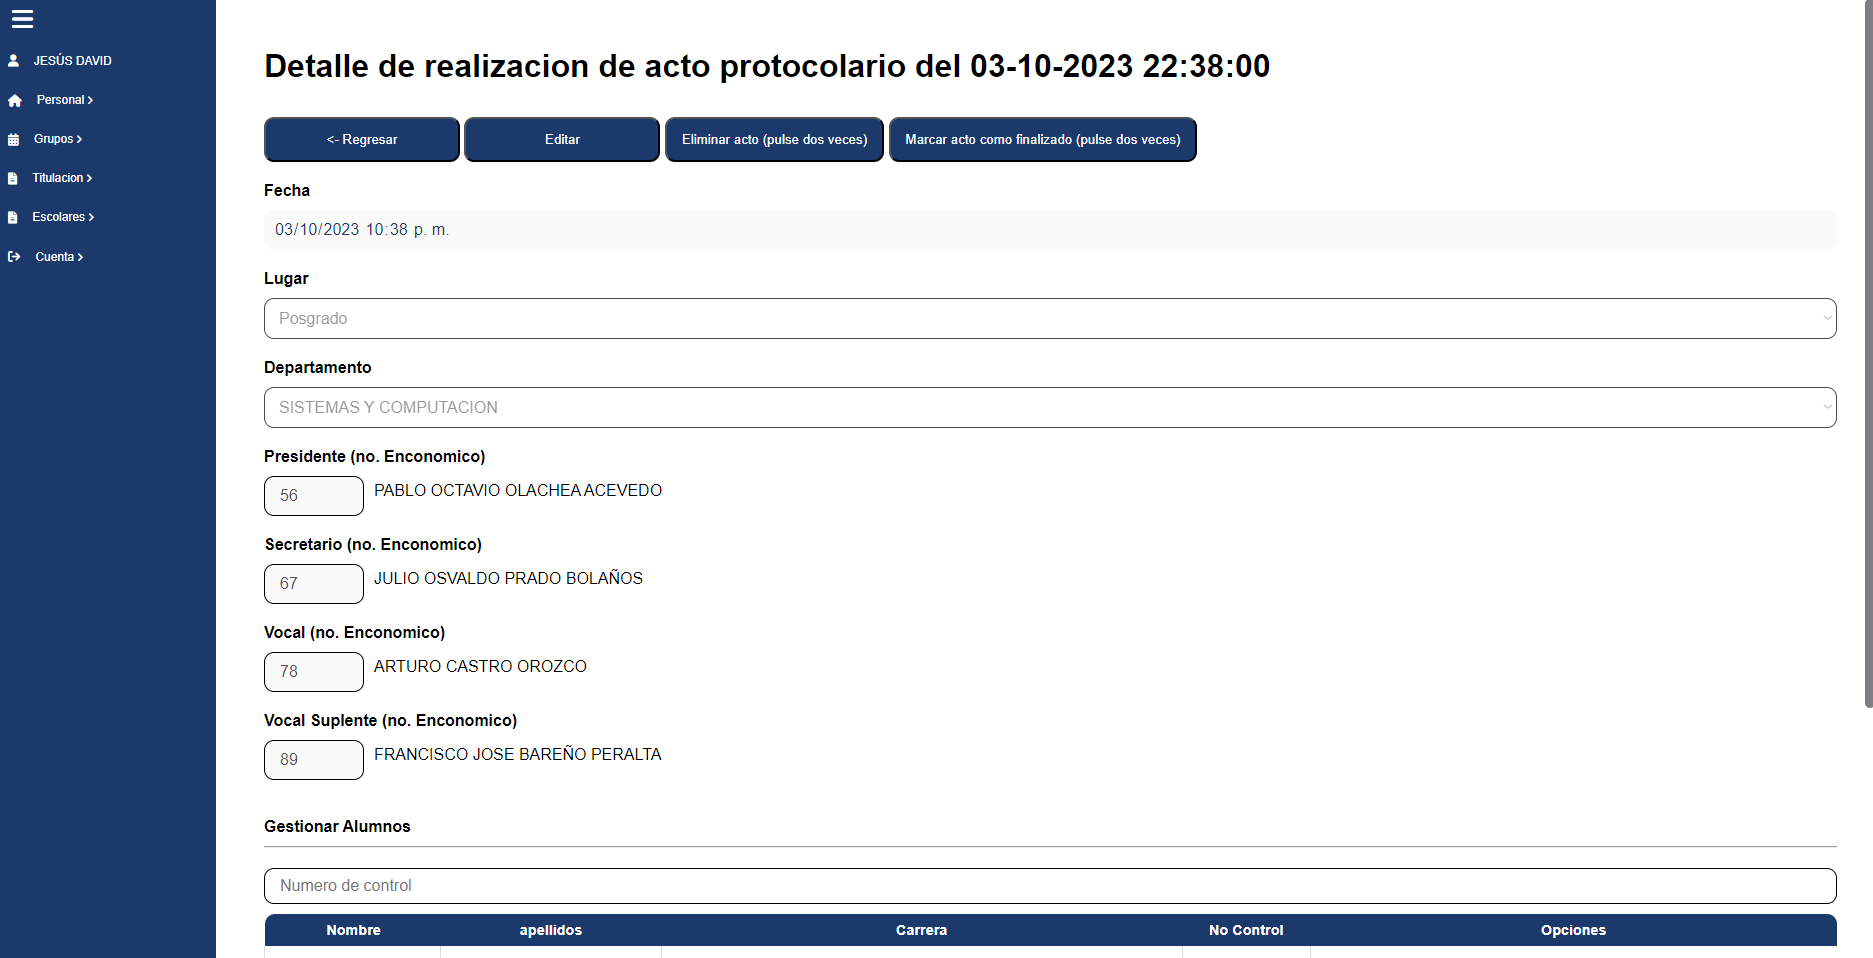 JESÚS DAVID
Personal
Grupos
Titulacion
Escolares
Cuenta
Detalle de realizacion de acto protocolario del 03-10-2023 22:38:00
<- Regresar
Editar
Eliminar acto (pulse dos veces)
Marcar acto como finalizado (pulse dos veces)
Fecha
03/10/2023 10:38 p. m.
Lugar
Posgrado
Departamento
SISTEMAS Y COMPUTACION
Presidente (no. Enconomico)
56 PABLO OCTAVIO OLACHEA ACEVEDO
Secretario (no. Enconomico)
67 JULIO OSVALDO PRADO BOLAÑOS
Vocal (no. Enconomico)
78 ARTURO CASTRO OROZCO
Vocal Suplente (no. Enconomico)
89 FRANCISCO JOSE BAREÑO PERALTA
Gestionar Alumnos
Numero de control
Nombre apellidos Carrera No Control Opciones